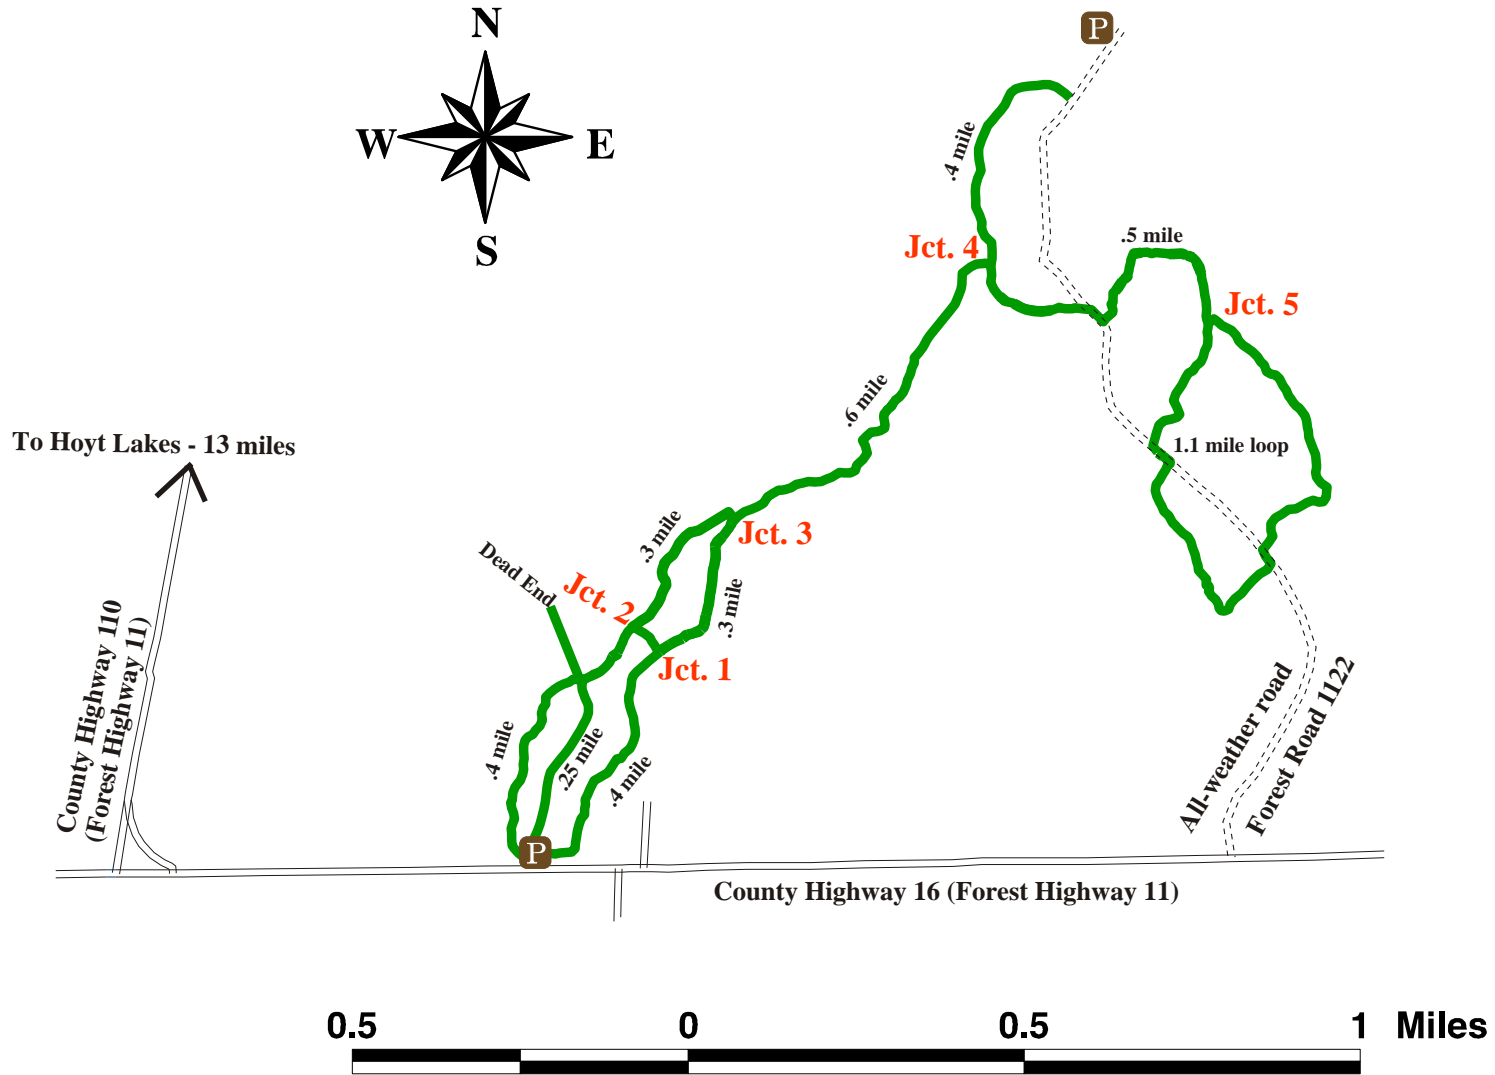 N
P
W
E
S
.4 mile
Jct. 4
.5 mile
Jct. 5
.6 mile
To Hoyt Lakes - 13 miles
1.1 mile loop
.3 mile
Jct. 3
Dead End
Jct. 2
.3 mile
Jct. 1
County Highway 110
(Forest Highway 11)
.4 mile
.25 mile
.4 mile
All-weather road
Forest Road 1122
P
County Highway 16 (Forest Highway 11)
0.5 0 0.5 1 Miles